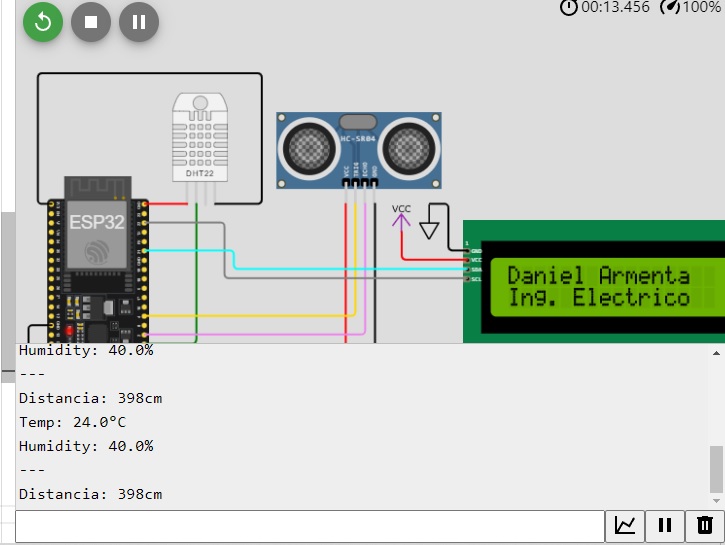 00:13.456 100%
HC-SR04
VCC TRIG ECHO GND
DHT22
ESP32
VCC
1
GND
VCC
SDA
SCL
Daniel Armenta
Ing. Electrico
Humidity: 40.0%
---
Distancia: 398cm
Temp: 24.0°C
Humidity: 40.0%
---
Distancia: 398cm